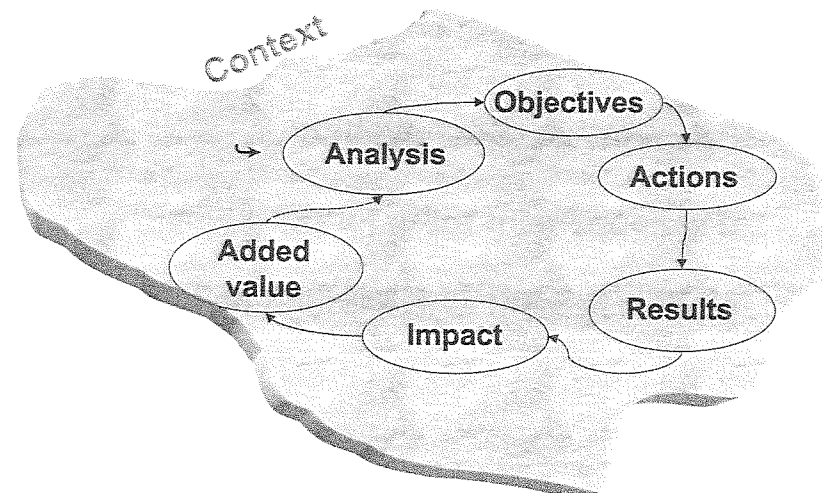 Context
Objectives
Analysis
Actions
Added
value
Results
Impact